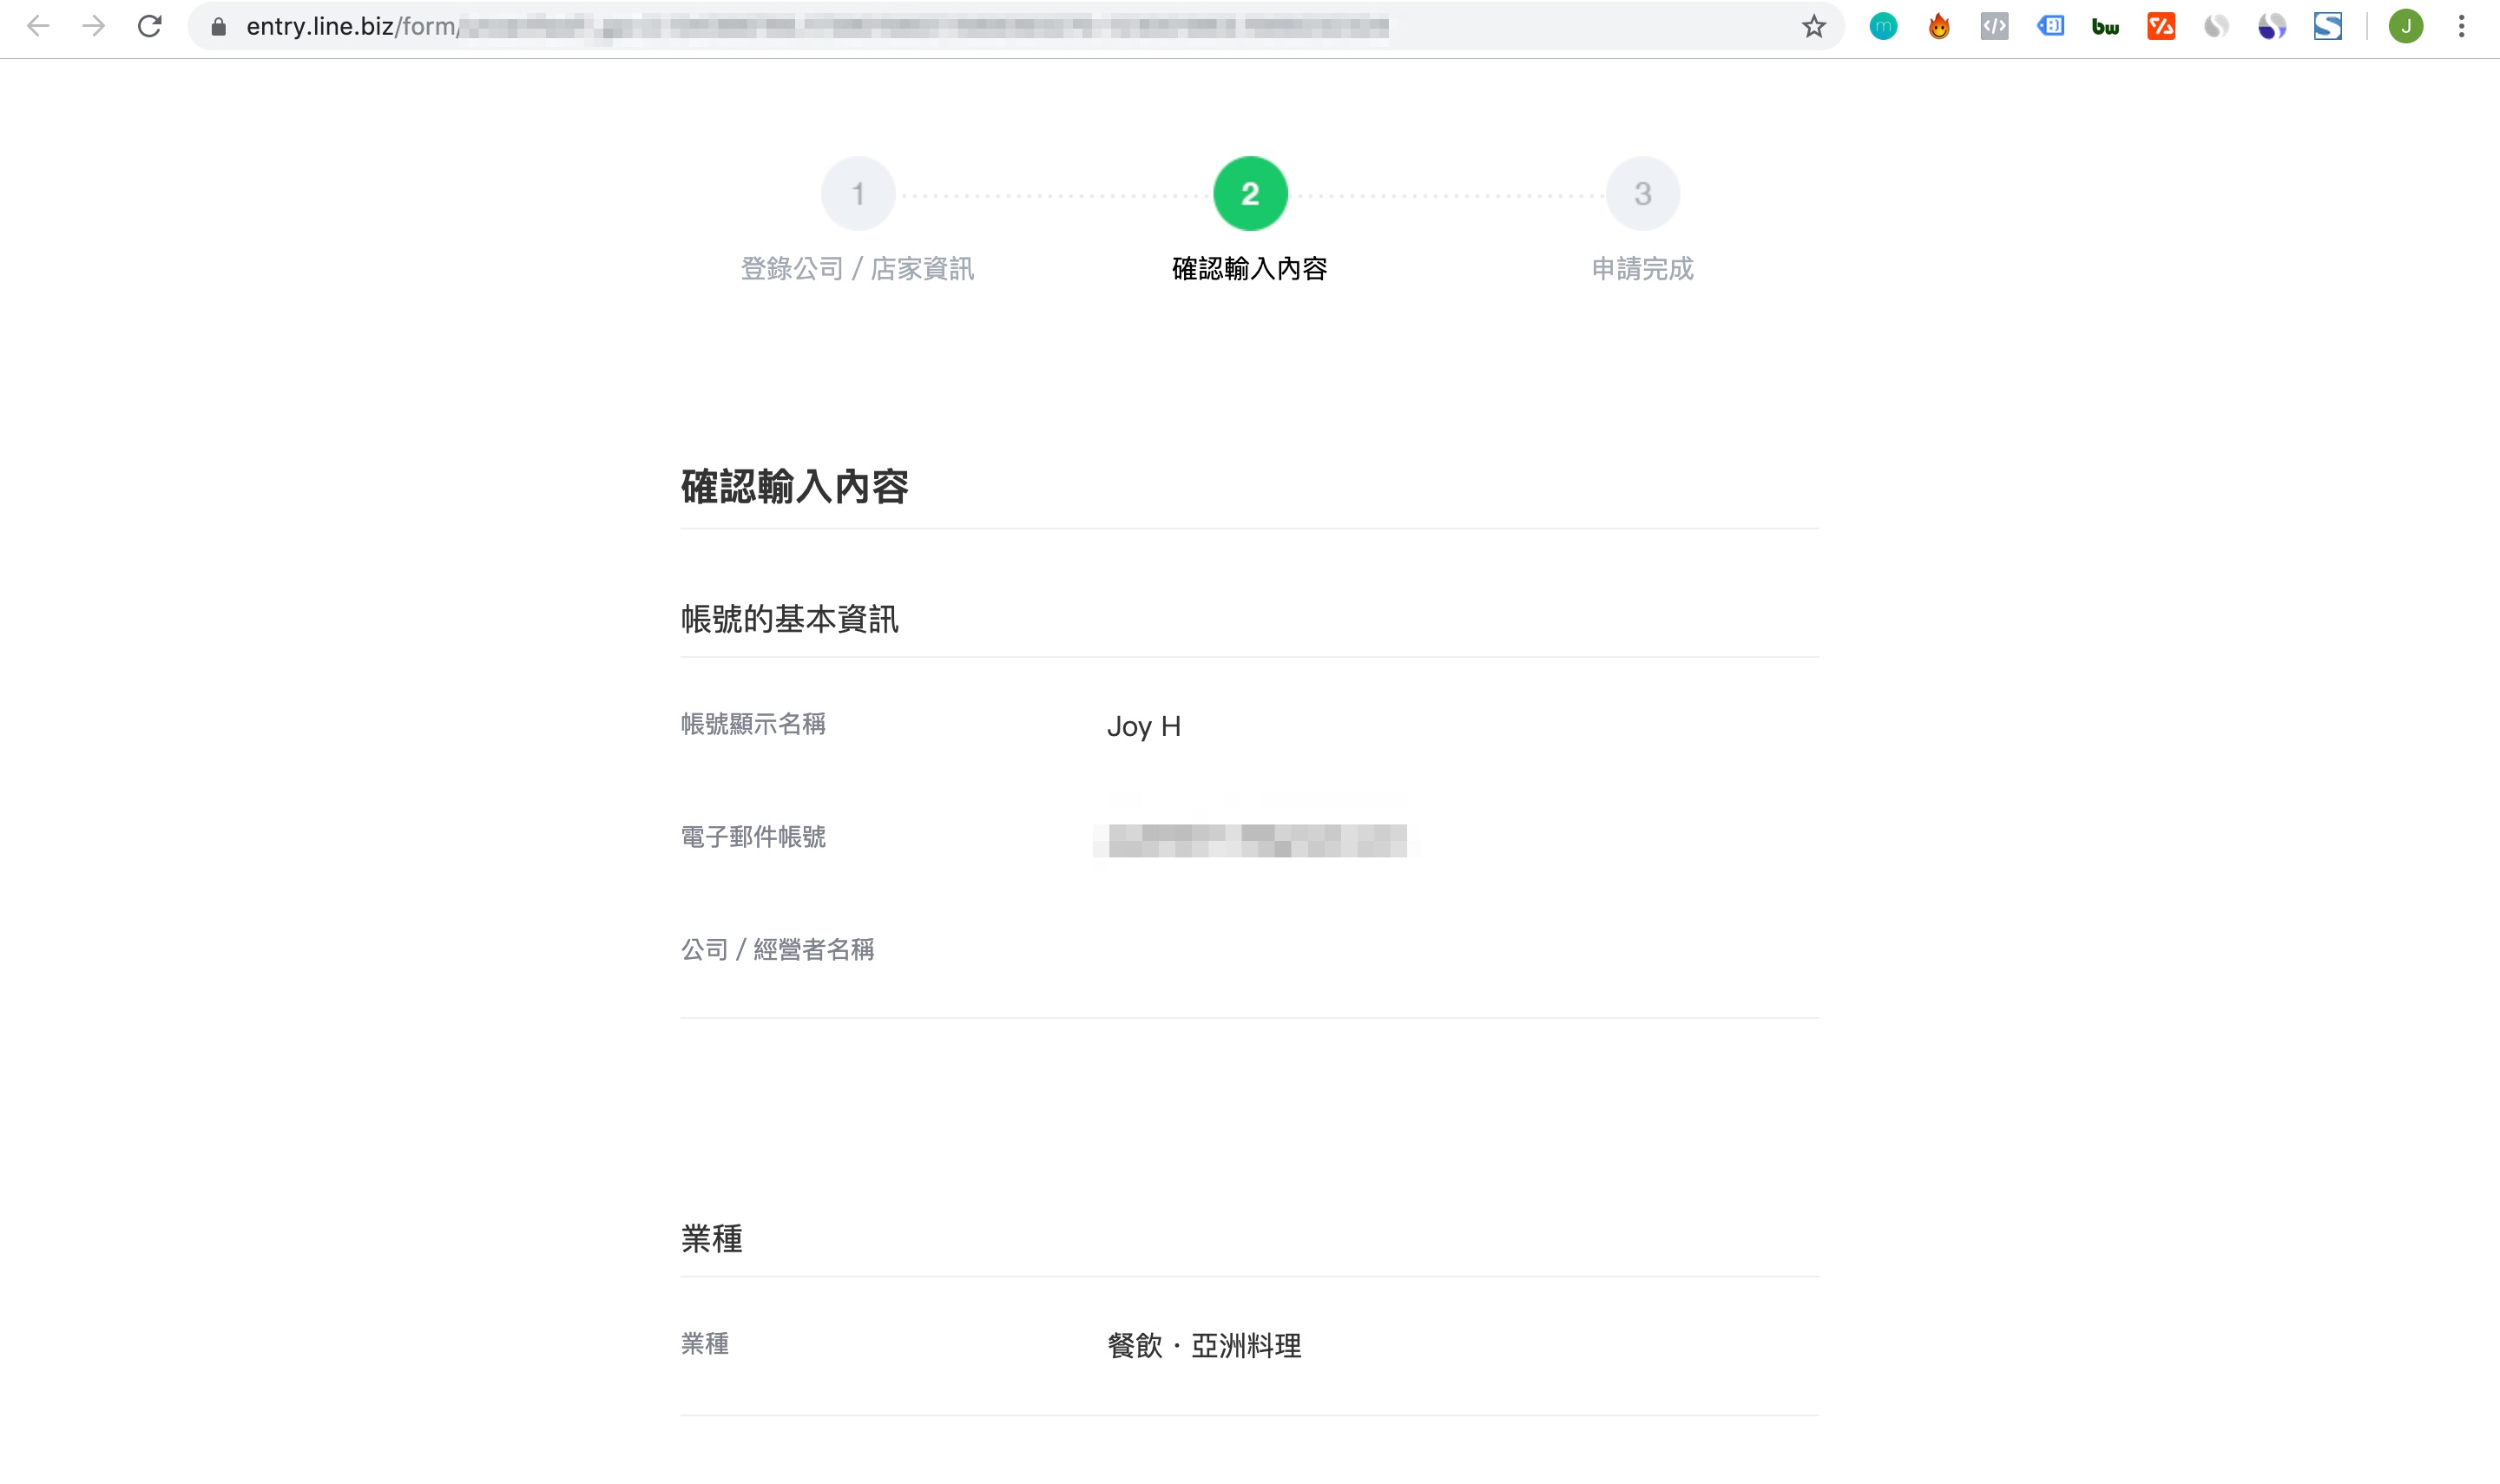 entry.line.biz/form/
J
1
2
3
登錄公司 / 店家資訊
確認輸入內容
申請完成
確認輸入內容
帳號的基本資訊
帳號顯示名稱
Joy H
電子郵件帳號
公司 / 經營者名稱
業種
業種
餐飲・亞洲料理